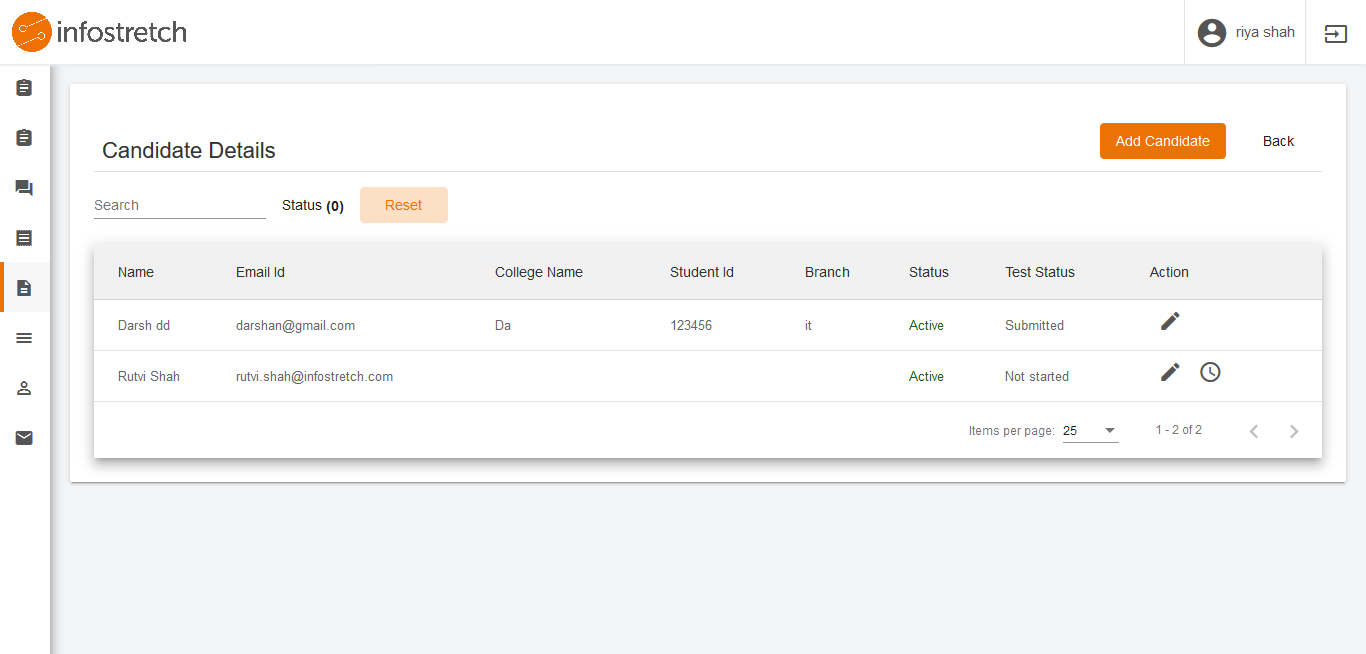 infostretch
riya shah
Candidate Details
Add Candidate
Back
Search
Status (0)
Reset
Name Email Id College Name Student Id Branch Status Test Status Action
Darsh dd darshan@gmail.com Da 123456 it Active Submitted
Rutvi Shah rutvi.shah@infostretch.com Active Not started
Items per page: 25 1 - 2 of 2